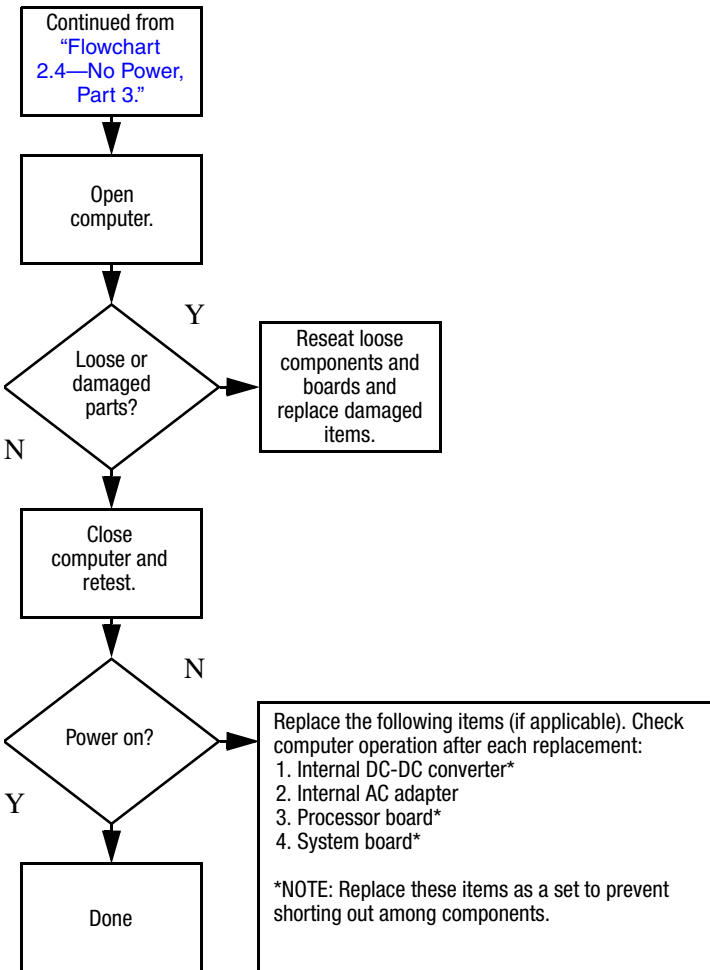 Continued from
“Flowchart
2.4—No Power,
Part 3.”
Open
computer.
Y
Loose or
damaged
parts?
Reseat loose
components and
boards and
replace damaged
items.
N
Close
computer and
retest.
N
Power on?
Replace the following items (if applicable). Check
computer operation after each replacement:
1. Internal DC-DC converter*
2. Internal AC adapter
3. Processor board*
4. System board*
*NOTE: Replace these items as a set to prevent
shorting out among components.
Y
Done